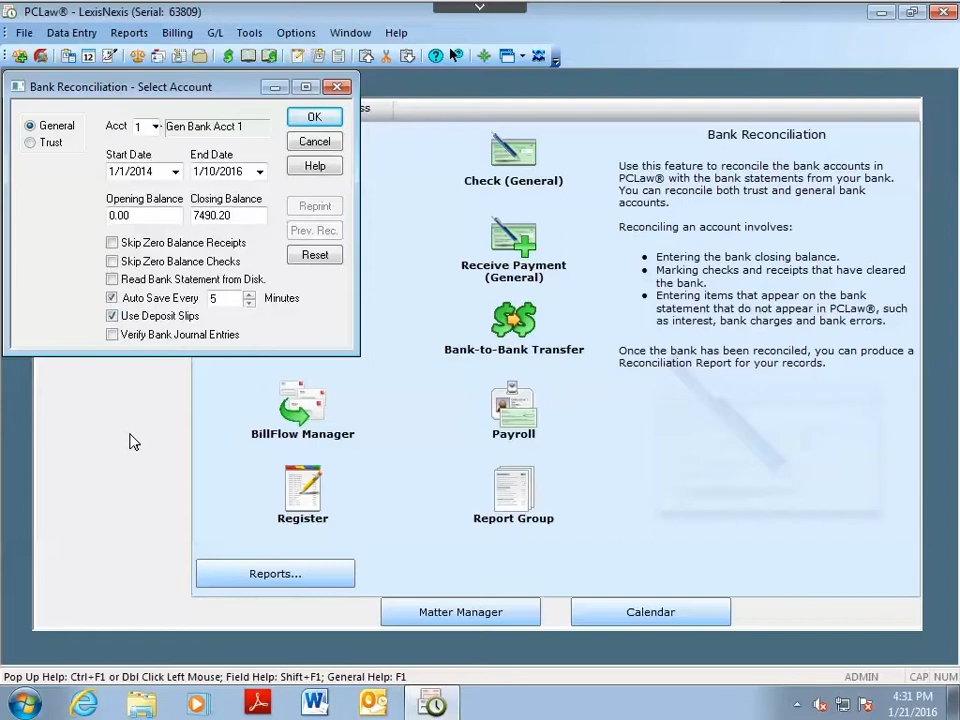 PCLaw® - LexisNexis (Serial: 63809)
File Data Entry Reports Billing G/L Tools Options Window Help
12
Bank Reconciliation - Select Account
General
Trust
Acct 1 Gen Bank Acct 1
Start Date End Date
1/1/2014 1/10/2016
Opening Balance Closing Balance
0.00 7490.20
Skip Zero Balance Receipts
Skip Zero Balance Checks
Read Bank Statement from Disk.
Auto Save Every 5 Minutes
Use Deposit Slips
Verify Bank Journal Entries
OK
Cancel
Help
Reprint
Prev. Rec.
Reset
ss
Check (General)
Receive Payment
(General)
Bank-to-Bank Transfer
BillFlow Manager
Payroll
Register
Report Group
Reports...
Matter Manager
Calendar
Bank Reconciliation
Use this feature to reconcile the bank accounts in
PCLaw® with the bank statements from your bank.
You can reconcile both trust and general bank
accounts.
Reconciling an account involves:
Entering the bank closing balance.
Marking checks and receipts that have cleared
the bank.
Entering items that appear on the bank
statement that do not appear in PCLaw®, such
as interest, bank charges and bank errors.
Once the bank has been reconciled, you can produce a
Reconciliation Report for your records.
Pop Up Help: Ctrl+F1 or Dbl Click Left Mouse; Field Help: Shift+F1; General Help: F1
ADMIN CAP NUM
4:31 PM
1/21/2016